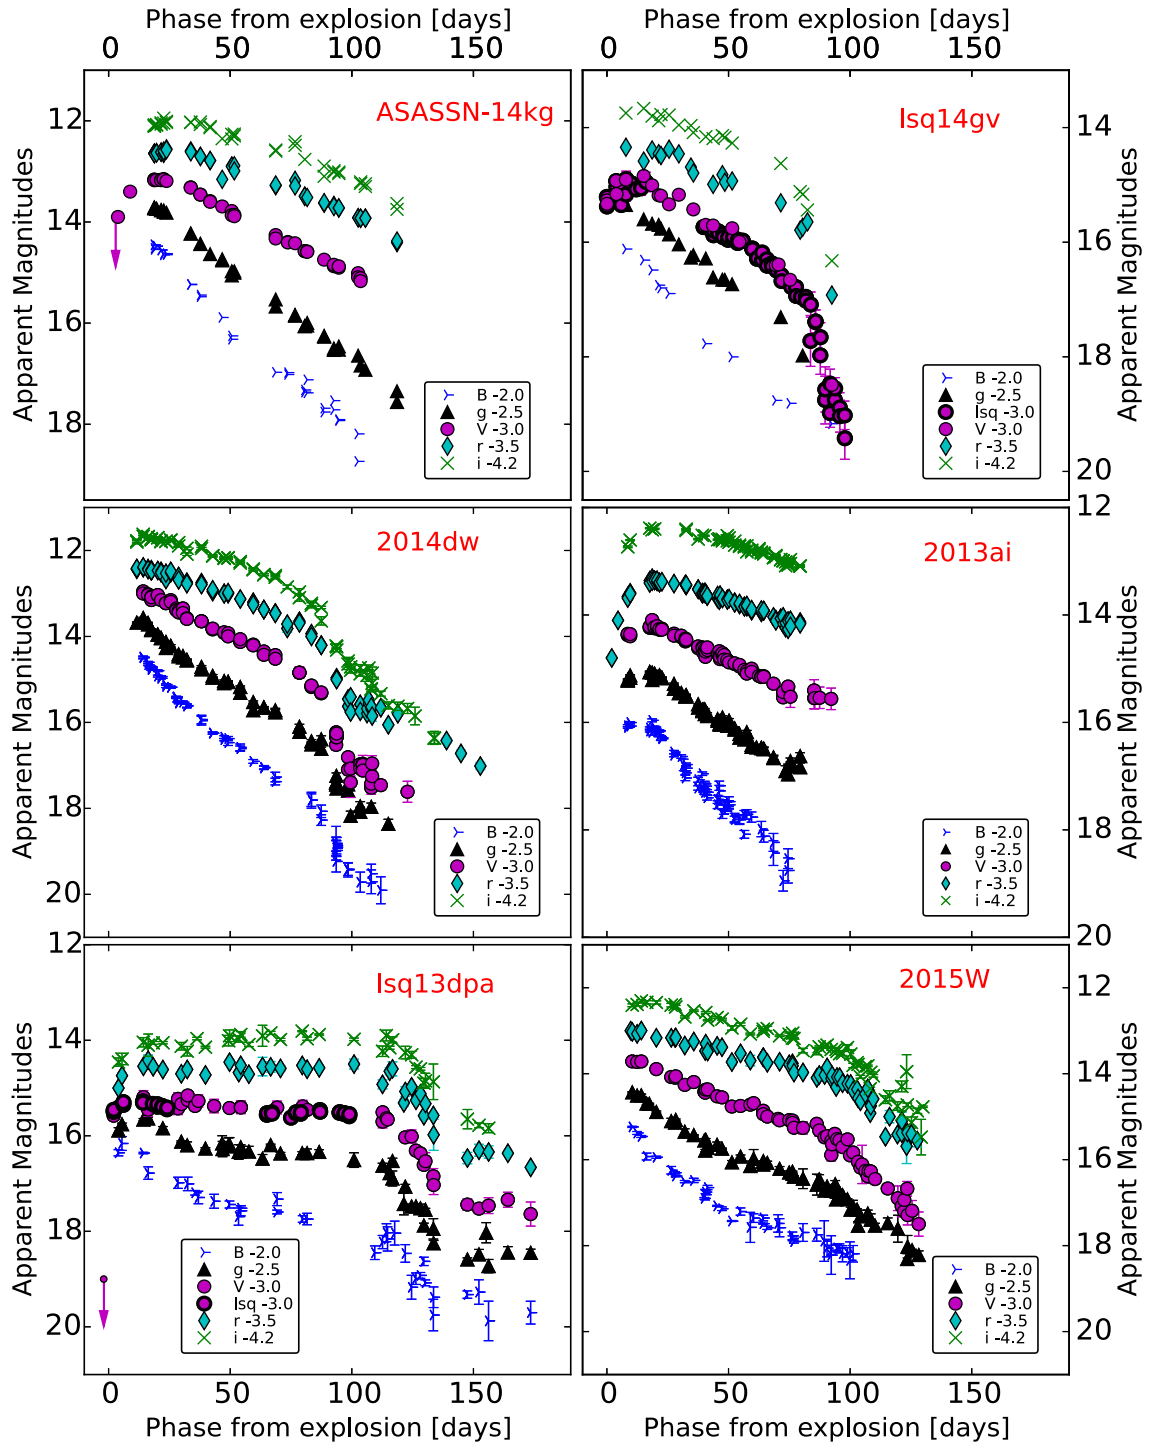 Phase from explosion [days]
Phase from explosion [days]
0 50 100 150
0 50 100 150
Apparent Magnitudes
12
14
16
18
ASASSN-14kg
B -2.0
g -2.5
V -3.0
r -3.5
i -4.2
lsq14gv
B -2.0
g -2.5
lsq -3.0
V -3.0
r -3.5
i -4.2
14
16
18
20
Apparent Magnitudes
Apparent Magnitudes
12
14
16
18
20
2014dw
B -2.0
g -2.5
V -3.0
r -3.5
i -4.2
2013ai
B -2.0
g -2.5
V -3.0
r -3.5
i -4.2
12
14
16
18
20
Apparent Magnitudes
Apparent Magnitudes
12
14
16
18
20
lsq13dpa
B -2.0
g -2.5
V -3.0
lsq -3.0
r -3.5
i -4.2
2015W
B -2.0
g -2.5
V -3.0
r -3.5
i -4.2
12
14
16
18
20
Apparent Magnitudes
0 50 100 150
0 50 100 150
Phase from explosion [days]
Phase from explosion [days]